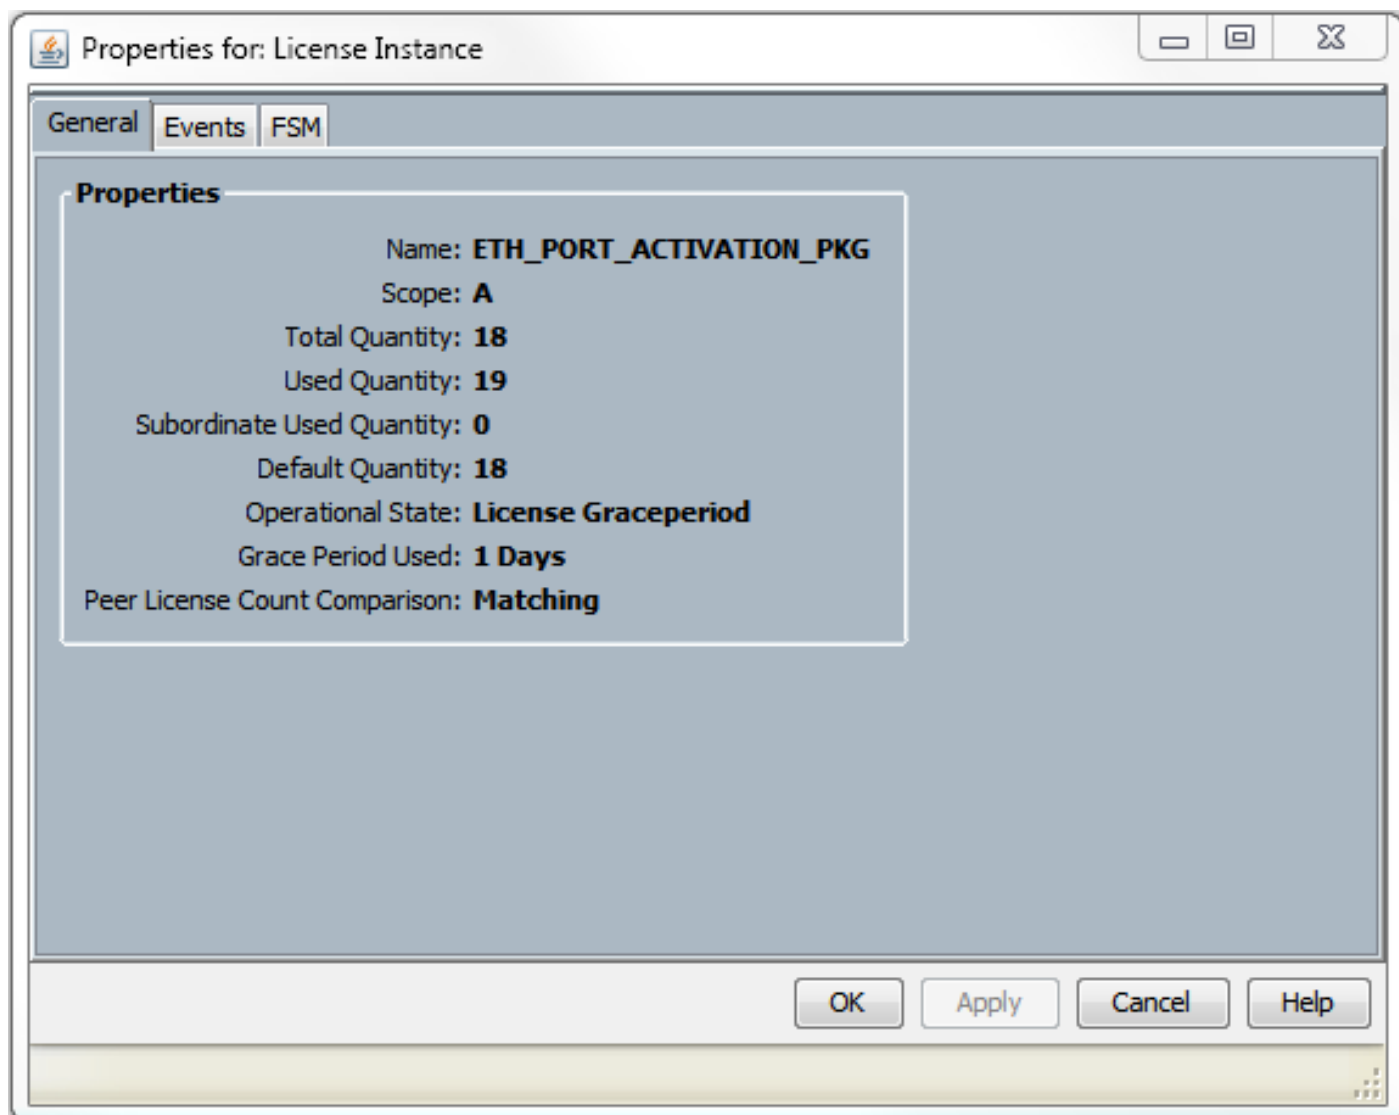 Properties for: License Instance
General Events FSM
Properties
Name: ETH_PORT_ACTIVATION_PKG
Scope: A
Total Quantity: 18
Used Quantity: 19
Subordinate Used Quantity: 0
Default Quantity: 18
Operational State: License Graceperiod
Grace Period Used: 1 Days
Peer License Count Comparison: Matching
OK Apply Cancel Help